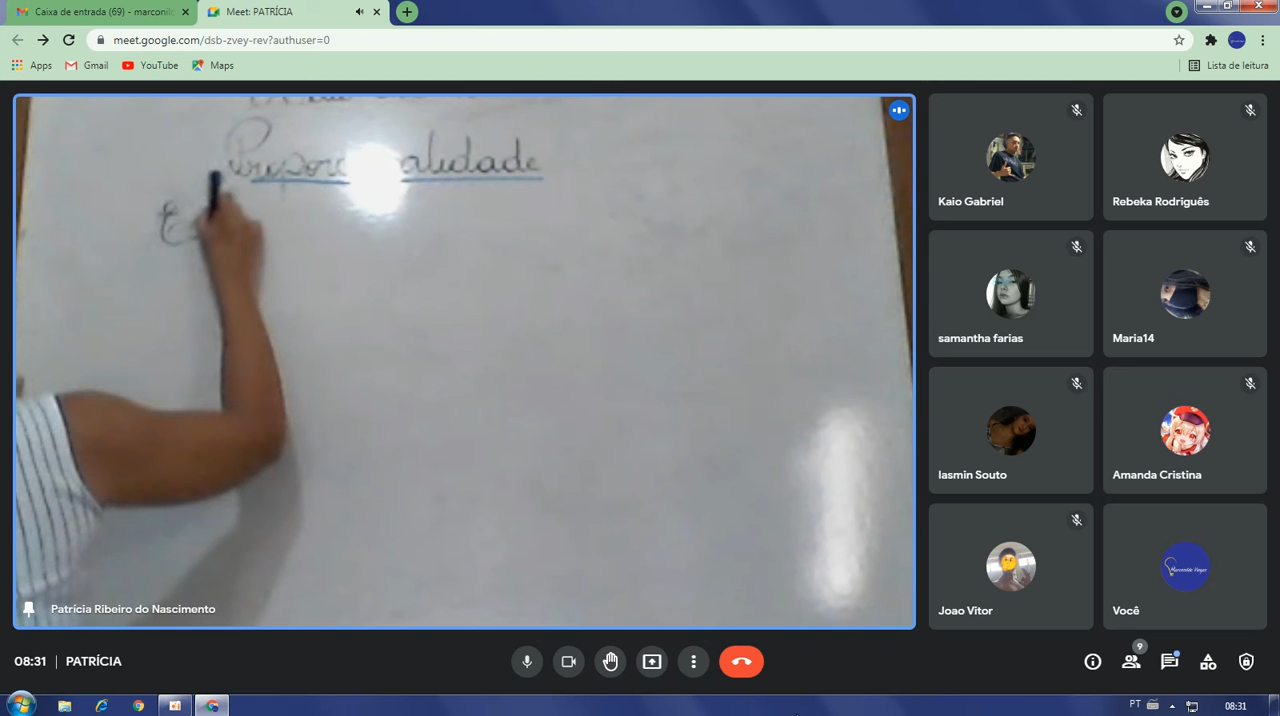 Caixa de entrada (69) - marconilo
Meet: PATRÍCIA
meet.google.com/dsb-zvey-rev?authuser=0
Apps Gmail YouTube Maps Lista de leitura
Kaio Gabriel
Rebeka Rodriguês
samantha farias
Maria14
Iasmin Souto
Amanda Cristina
Joao Vitor
Você
Patrícia Ribeiro do Nascimento
08:31 | PATRÍCIA
9
PT 08:31